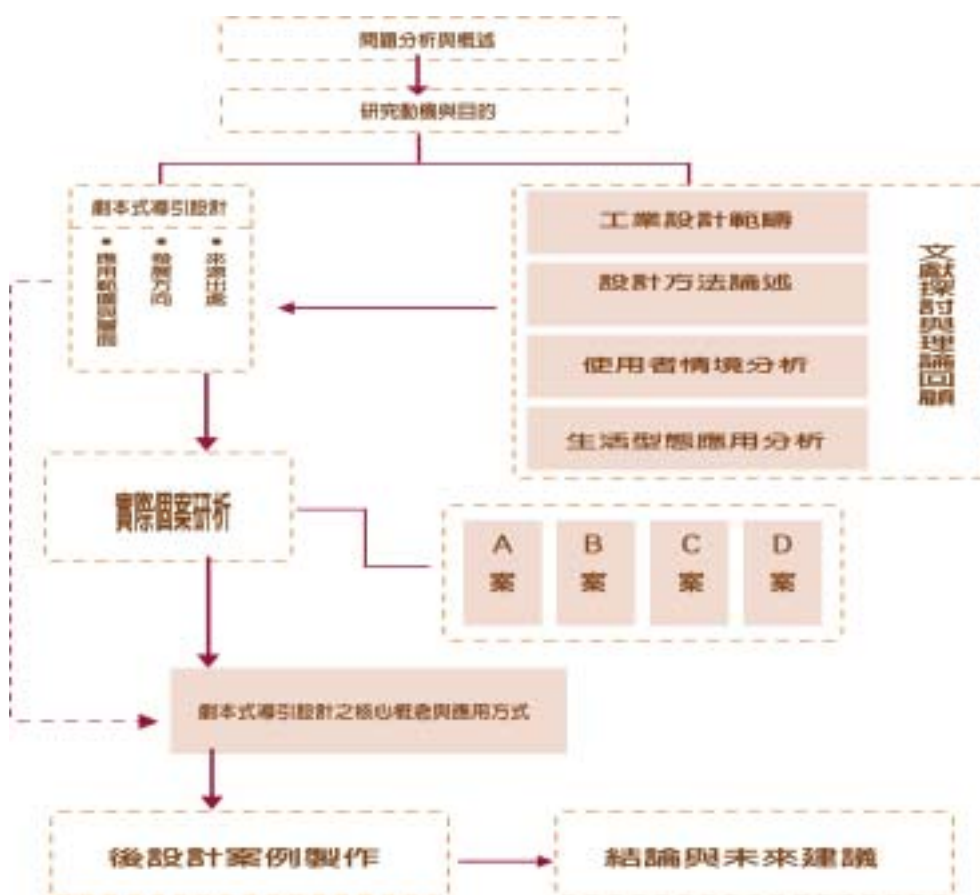 問題分析與概述
研究動機與目的
劇本式導引設計
• 來源出處
• 發展方向
• 應用範圍與層面
工業設計範疇
設計方法論述
使用者情境分析
生活型態應用分析
文獻探討與理論回顧
實際個案研析
A案
B案
C案
D案
劇本式導引設計之核心概念與應用方式
後設計案例製作
結論與未來建議